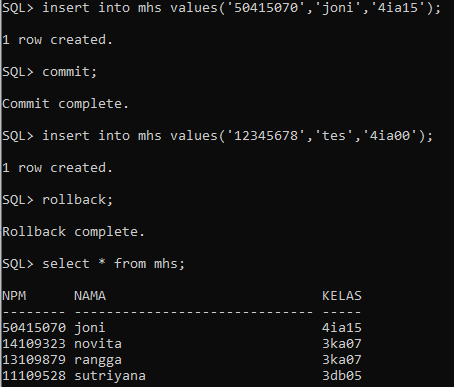 SQL> insert into mhs values('50415070','joni','4ia15');
1 row created.
SQL> commit;
Commit complete.
SQL> insert into mhs values('12345678','tes','4ia00');
1 row created.
SQL> rollback;
Rollback complete.
SQL> select * from mhs;
NPM      NAMA                           KELAS
-------- ------------------------------ -----
50415070 joni                           4ia15
14109323 novita                         3ka07
13109879 rangga                         3ka07
11109528 sutriyana                      3db05